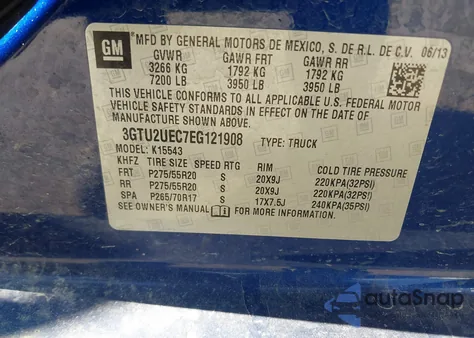 GM MFD BY GENERAL MOTORS DE MEXICO, S. DE R.L. DE C.V. 06/13
GVWR GAWR FRT GAWR RR
3266 KG 1792 KG 1792 KG
7200 LB 3950 LB 3950 LB
THIS VEHICLE CONFORMS TO ALL APPLICABLE U.S. FEDERAL MOTOR
VEHICLE SAFETY STANDARDS IN EFFECT ON THE DATE OF
MANUFACTURE SHOWN ABOVE.
3GTU2UEC7EG121908 TYPE: TRUCK
MODEL: K15543
KHFZ TIRE SIZE SPEED RTG RIM COLD TIRE PRESSURE
FRT P275/55R20 S 20X9J 220KPA(32PSI)
RR P275/55R20 S 20X9J 220KPA(32PSI)
SPA P265/70R17 S 17X7.5J 240KPA(35PSI)
SEE OWNER'S MANUAL FOR MORE INFORMATION.
autoSnap